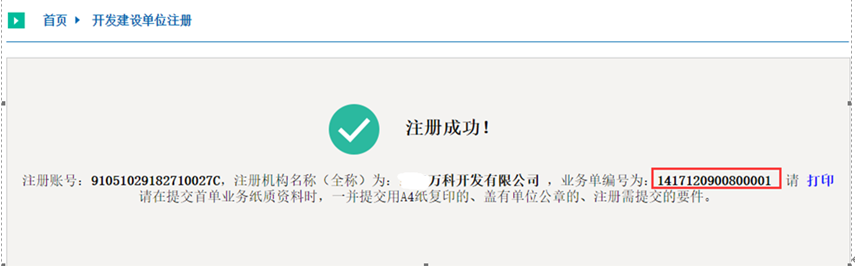 首页 开发建设单位注册
注册成功！
注册账号：91051029182710027C，注册机构名称（全称）为：万科开发有限公司 ，业务单编号为：1417120900800001 请 打印
请在提交首单业务纸质资料时，一并提交用A4纸复印的、盖有单位公章的、注册需提交的要件。